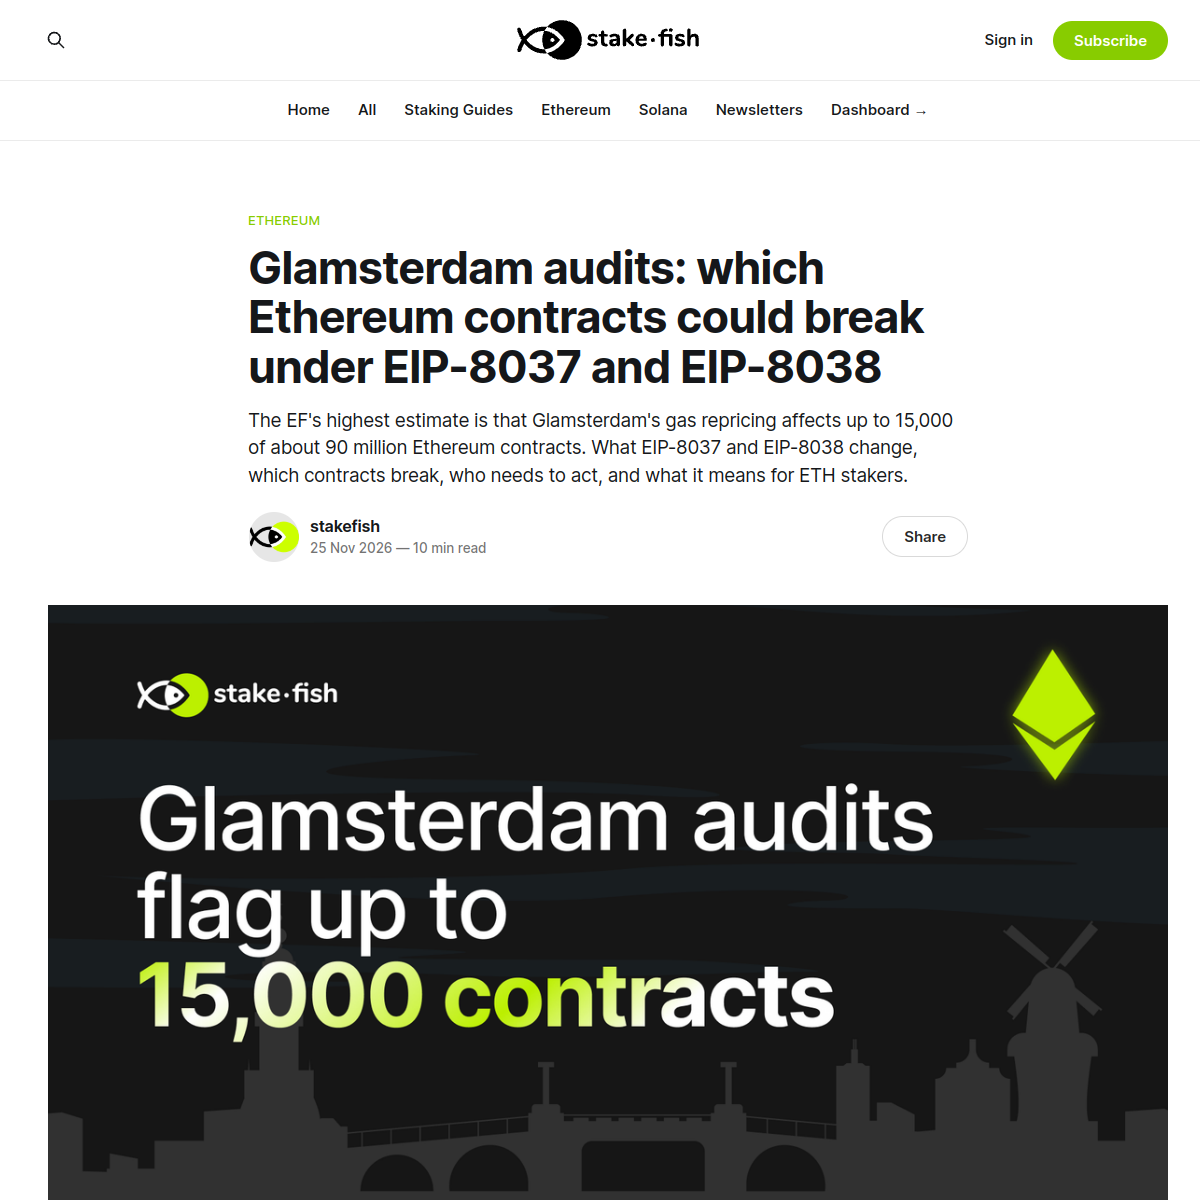 stake·fish
Sign in
Subscribe
Home
All
Staking Guides
Ethereum
Solana
Newsletters
Dashboard →
ETHEREUM
Glamsterdam audits: which
Ethereum contracts could break
under EIP-8037 and EIP-8038
The EF's highest estimate is that Glamsterdam's gas repricing affects up to 15,000
of about 90 million Ethereum contracts. What EIP-8037 and EIP-8038 change,
which contracts break, who needs to act, and what it means for ETH stakers.
stakefish
25 Nov 2026 — 10 min read
Share
stake·fish
Glamsterdam audits
flag up to
15,000 contracts